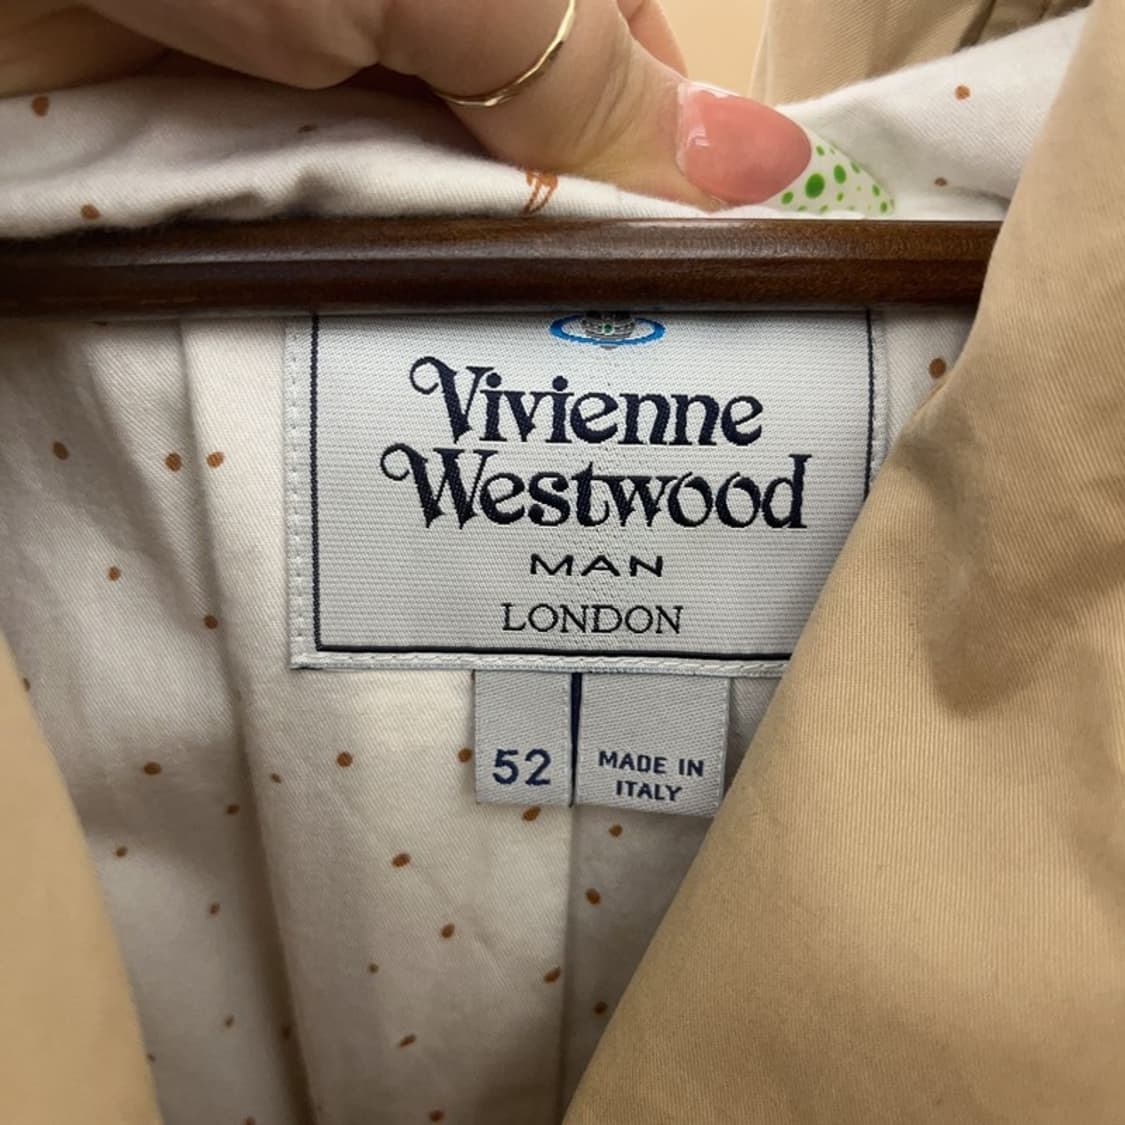 Vivienne
Westwood
MAN
LONDON
52
MADE IN
ITALY